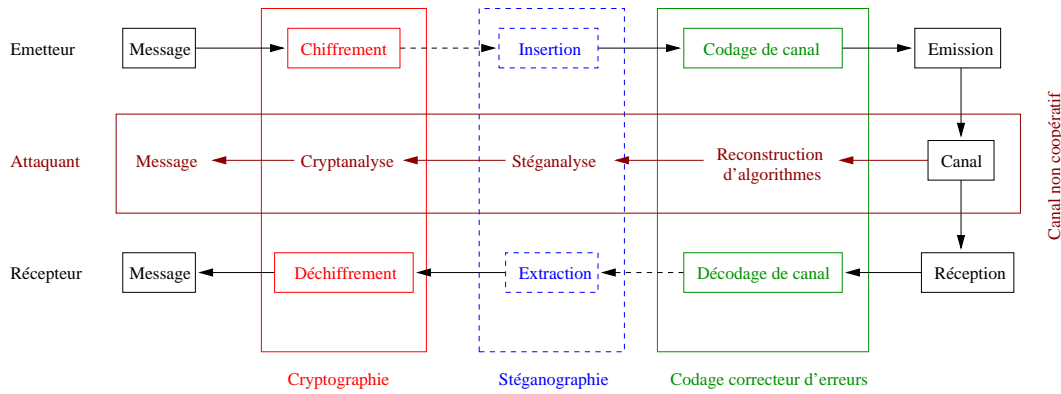 Emetteur Message Chiffrement Insertion Codage de canal Emission
Attaquant Message Cryptanalyse Stéganalyse Reconstruction
d'algorithmes Canal
Canal non coopératif
Récepteur Message Déchiffrement Extraction Décodage de canal Réception
Cryptographie Stéganographie Codage correcteur d'erreurs